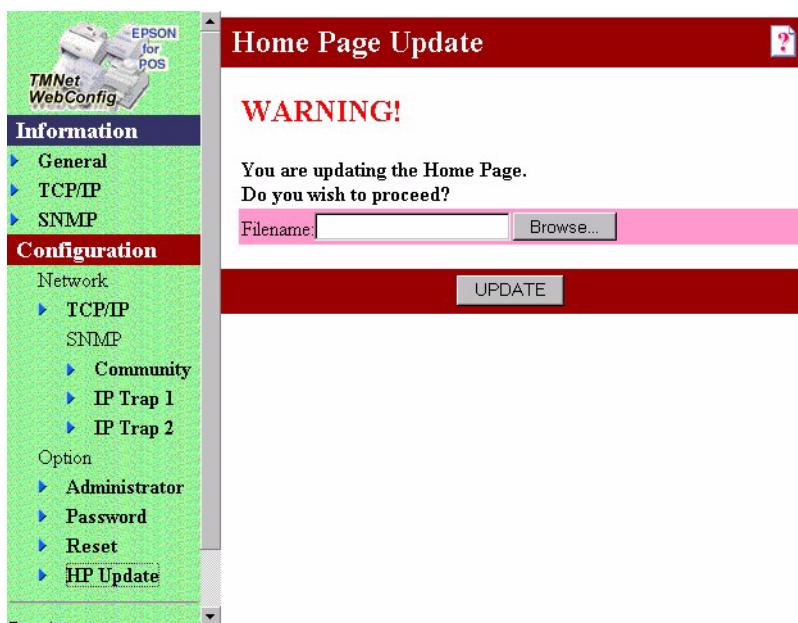 EPSON
for
POS
TMNet
WebConfig
Information
General
TCP/IP
SNMP
Configuration
Network
TCP/IP
SNMP
Community
IP Trap 1
IP Trap 2
Option
Administrator
Password
Reset
HP Update
Home Page Update
?
WARNING!
You are updating the Home Page.
Do you wish to proceed?
Filename: Browse...
UPDATE